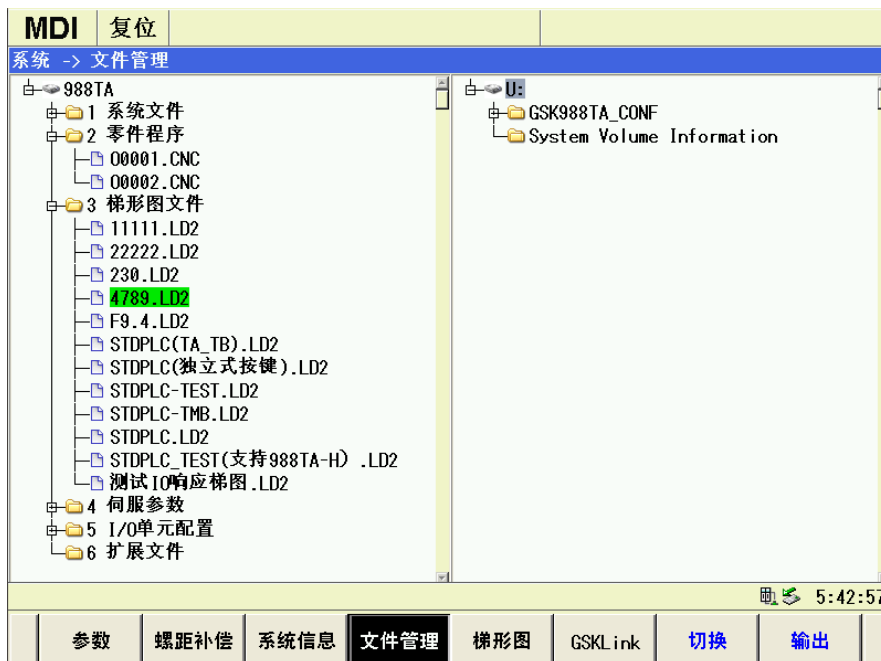 MDI 复位
系统 -> 文件管理
988TA
1 系统文件
2 零件程序
O0001.CNC
O0002.CNC
3 梯形图文件
11111.LD2
22222.LD2
230.LD2
4789.LD2
F9.4.LD2
STDPLC(TA_TB).LD2
STDPLC(独立式按键).LD2
STDPLC-TEST.LD2
STDPLC-TMB.LD2
STDPLC.LD2
STDPLC_TEST(支持988TA-H）.LD2
测试IO响应梯图.LD2
4 伺服参数
5 I/O单元配置
6 扩展文件
U:
GSK988TA_CONF
System Volume Information
5:42:57
参数 螺距补偿 系统信息 文件管理 梯形图 GSKLink 切换 输出